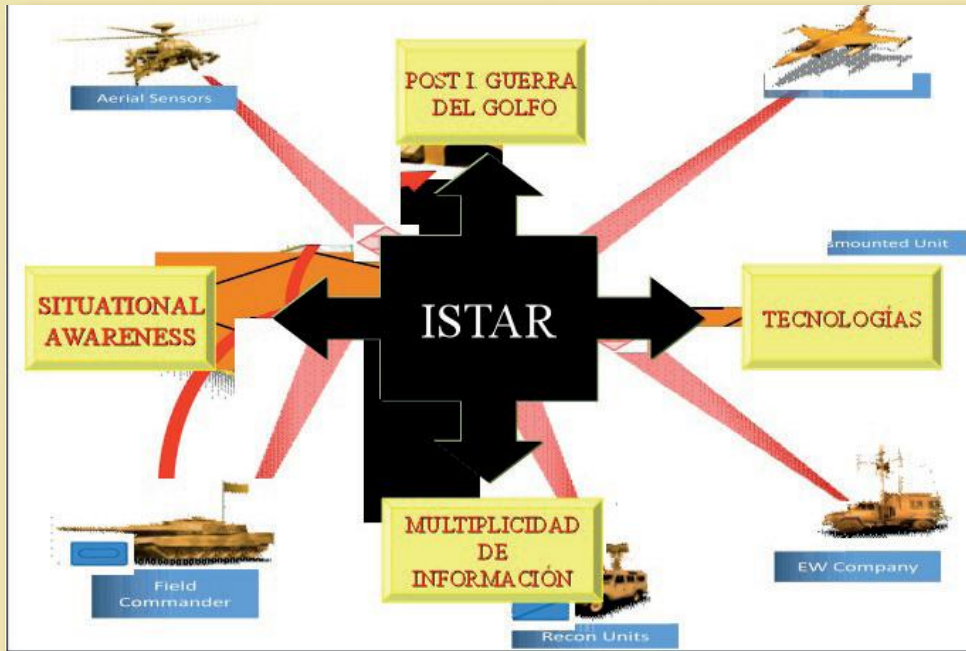 Aerial Sensors
POST I. GUERRA
DEL GOLFO
smounted Unit
SITUATIONAL
AWARENESS
ISTAR
TECNOLOGÍAS
MULTIPLICIDAD
DE
INFORMACIÓN
Field
Commander
EW Company
Recon Units